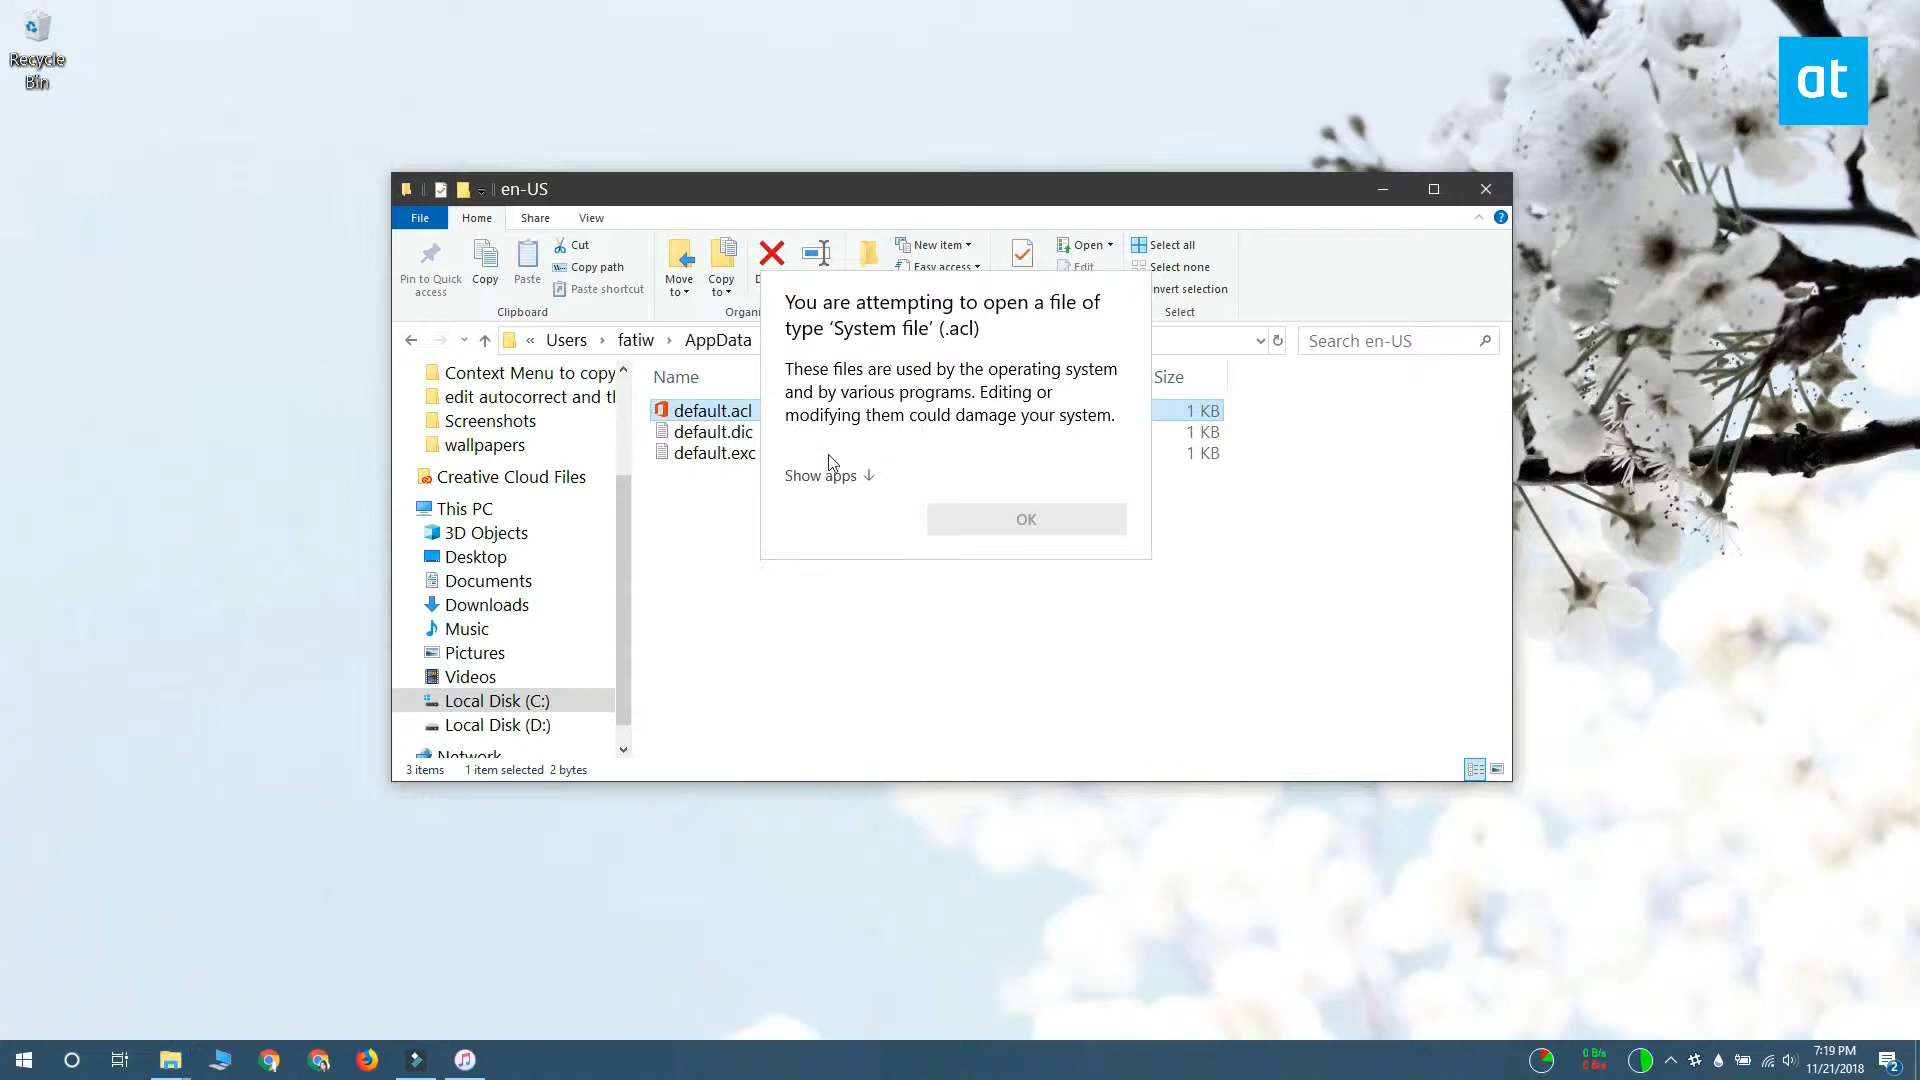 Recycle
Bin
at
en-US
File
Home
Share
View
Pin to Quick
access
Copy
Paste
Cut
Copy path
Paste shortcut
Clipboard
Move
to
Copy
to
Organi
New item
Easy access
Open
Edit
Select all
Select none
nvert selection
Select
« Users › fatiw › AppData
Search en-US
Context Menu to copy
edit autocorrect and th
Screenshots
wallpapers
Creative Cloud Files
This PC
3D Objects
Desktop
Documents
Downloads
Music
Pictures
Videos
Local Disk (C:)
Local Disk (D:)
Network
Name
Size
default.acl
1 KB
default.dic
1 KB
default.exc
1 KB
You are attempting to open a file of
type ‘System file’ (.acl)
These files are used by the operating system
and by various programs. Editing or
modifying them could damage your system.
Show apps
OK
3 items
1 item selected 2 bytes
0 B/s
0 B/s
7:19 PM
11/21/2018
2